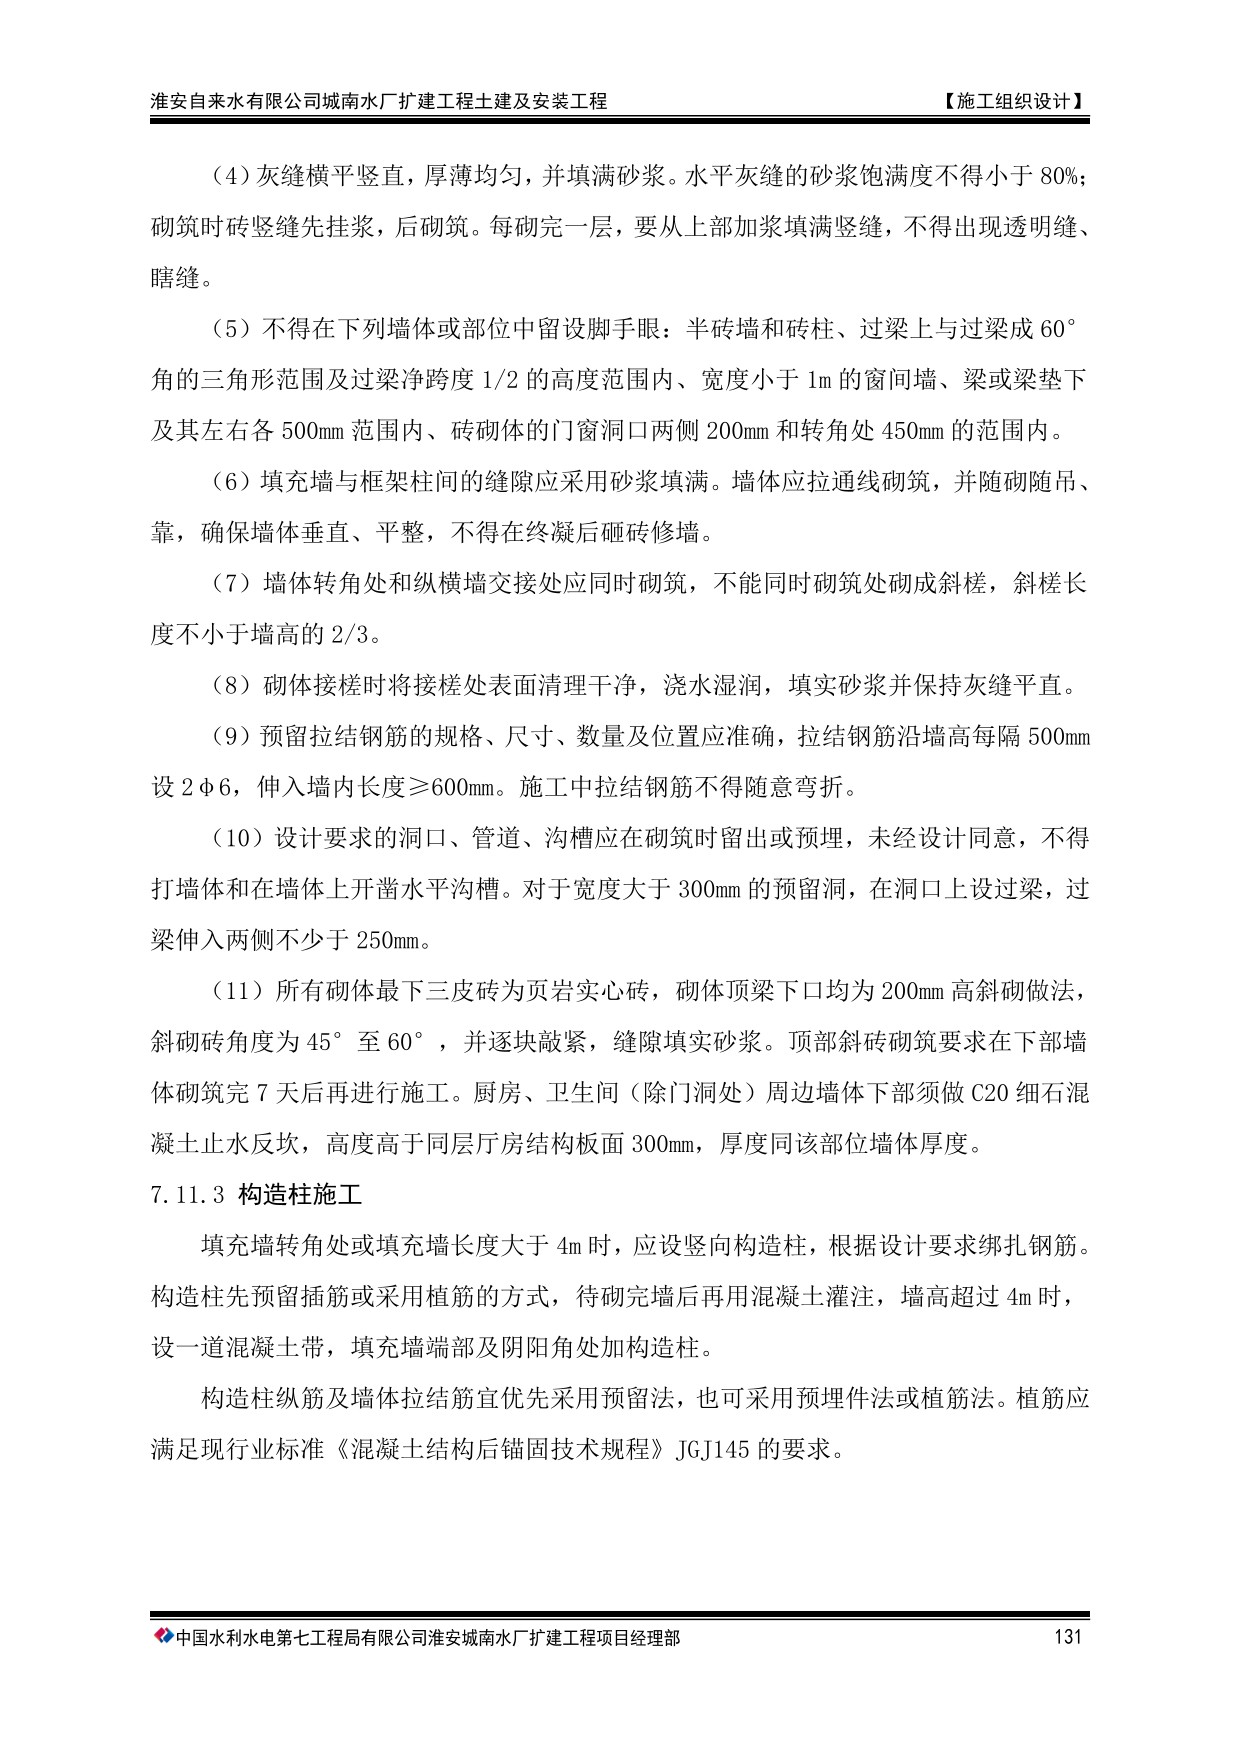 淮安自来水有限公司城南水厂扩建工程土建及安装工程
【施工组织设计】
（4）灰缝横平竖直，厚薄均匀，并填满砂浆。水平灰缝的砂浆饱满度不得小于 80%；
砌筑时砖竖缝先挂浆，后砌筑。每砌完一层，要从上部加浆填满竖缝，不得出现透明缝、
瞎缝。
（5）不得在下列墙体或部位中留设脚手眼：半砖墙和砖柱、过梁上与过梁成 60°
角的三角形范围及过梁净跨度 1/2 的高度范围内、宽度小于 1m 的窗间墙、梁或梁垫下
及其左右各 500mm 范围内、砖砌体的门窗洞口两侧 200mm 和转角处 450mm 的范围内。
（6）填充墙与框架柱间的缝隙应采用砂浆填满。墙体应拉通线砌筑，并随砌随吊、
靠，确保墙体垂直、平整，不得在终凝后砸砖修墙。
（7）墙体转角处和纵横墙交接处应同时砌筑，不能同时砌筑处砌成斜槎，斜槎长
度不小于墙高的 2/3。
（8）砌体接槎时将接槎处表面清理干净，浇水湿润，填实砂浆并保持灰缝平直。
（9）预留拉结钢筋的规格、尺寸、数量及位置应准确，拉结钢筋沿墙高每隔 500mm
设 2φ6，伸入墙内长度≥600mm。施工中拉结钢筋不得随意弯折。
（10）设计要求的洞口、管道、沟槽应在砌筑时留出或预埋，未经设计同意，不得
打墙体和在墙体上开凿水平沟槽。对于宽度大于 300mm 的预留洞，在洞口上设过梁，过
梁伸入两侧不少于 250mm。
（11）所有砌体最下三皮砖为页岩实心砖，砌体顶梁下口均为 200mm 高斜砌做法，
斜砌砖角度为 45°至 60°，并逐块敲紧，缝隙填实砂浆。顶部斜砖砌筑要求在下部墙
体砌筑完 7 天后再进行施工。厨房、卫生间（除门洞处）周边墙体下部须做 C20 细石混
凝土止水反坎，高度高于同层厅房结构板面 300mm，厚度同该部位墙体厚度。
7.11.3 构造柱施工
填充墙转角处或填充墙长度大于 4m 时，应设竖向构造柱，根据设计要求绑扎钢筋。
构造柱先预留插筋或采用植筋的方式，待砌完墙后再用混凝土灌注，墙高超过 4m 时，
设一道混凝土带，填充墙端部及阴阳角处加构造柱。
构造柱纵筋及墙体拉结筋宜优先采用预留法，也可采用预埋件法或植筋法。植筋应
满足现行业标准《混凝土结构后锚固技术规程》JGJ145 的要求。
中国水利水电第七工程局有限公司淮安城南水厂扩建工程项目经理部
131